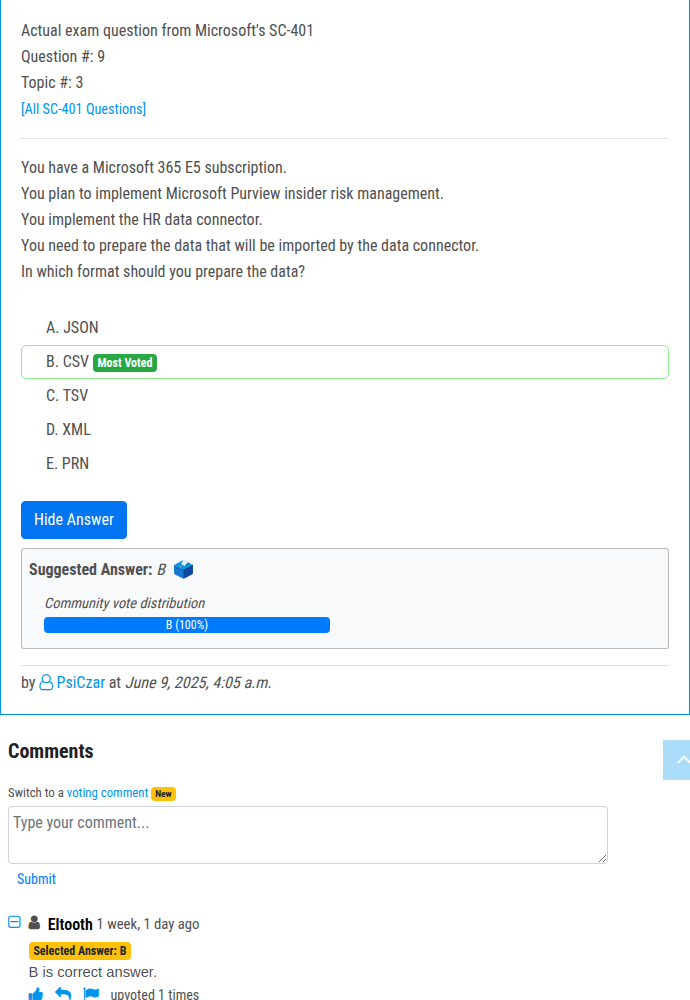 Actual exam question from Microsoft's SC-401
Question #: 9
Topic #: 3
[All SC-401 Questions]
You have a Microsoft 365 E5 subscription.
You plan to implement Microsoft Purview insider risk management.
You implement the HR data connector.
You need to prepare the data that will be imported by the data connector.
In which format should you prepare the data?
A. JSON
B. CSV Most Voted
C. TSV
D. XML
E. PRN
Hide Answer
Suggested Answer: B
Community vote distribution
B (100%)
by PsiCzar at June 9, 2025, 4:05 a.m.
Comments
Switch to a voting comment New
Type your comment...
Submit
Eltooth 1 week, 1 day ago
Selected Answer: B
B is correct answer.
upvoted 1 times